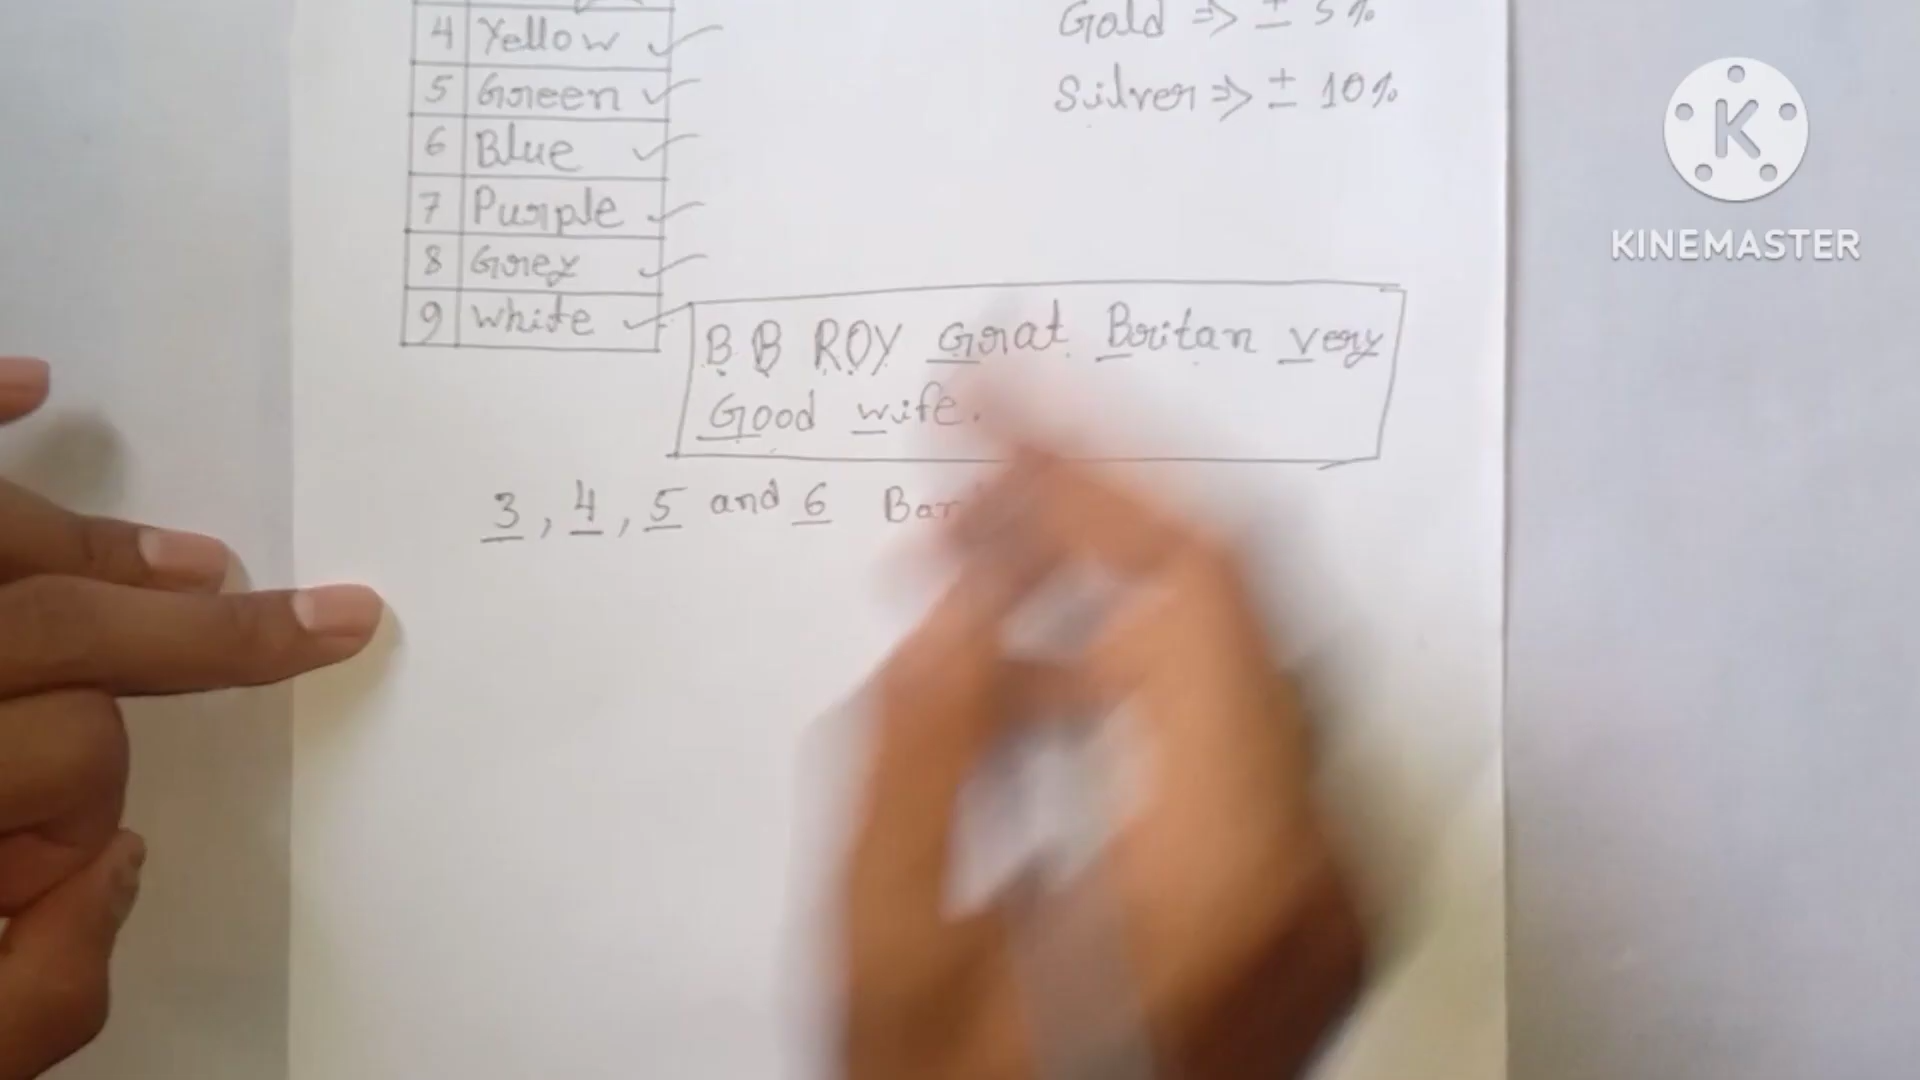 4 Yellow
Gold => ± 5%
5 Green
Silver => ± 10%
6 Blue
7 Purple
8 Grey
9 White
B B ROY Grat Britan very
Good wife.
3, 4, 5 and 6
K
KINEMASTER